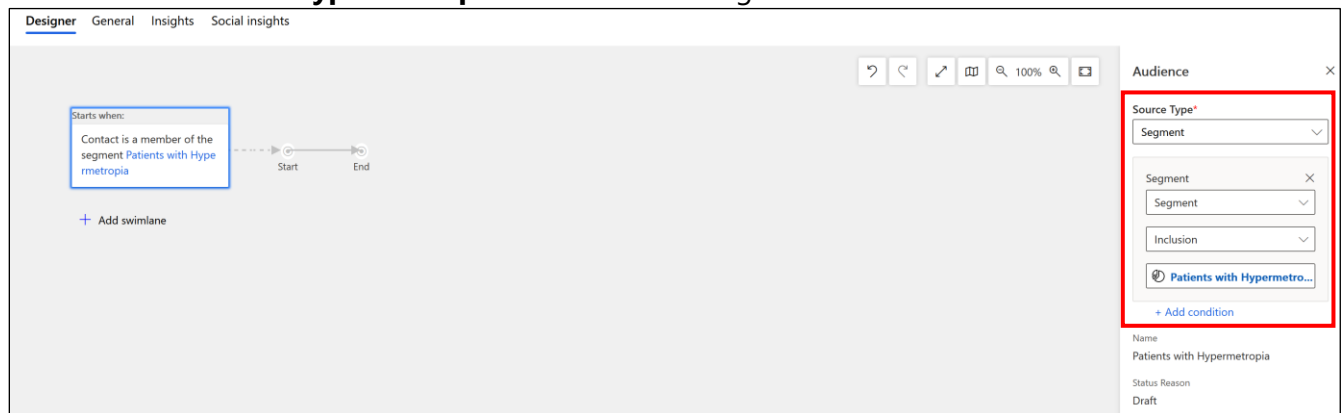 Designer General Insights Social insights
100%
Starts when:
Contact is a member of the
segment Patients with Hype
rmetropia
Start
End
+ Add swimlane
Audience
Source Type*
Segment
Segment
Segment
Inclusion
Patients with Hypermetro...
+ Add condition
Name
Patients with Hypermetropia
Status Reason
Draft